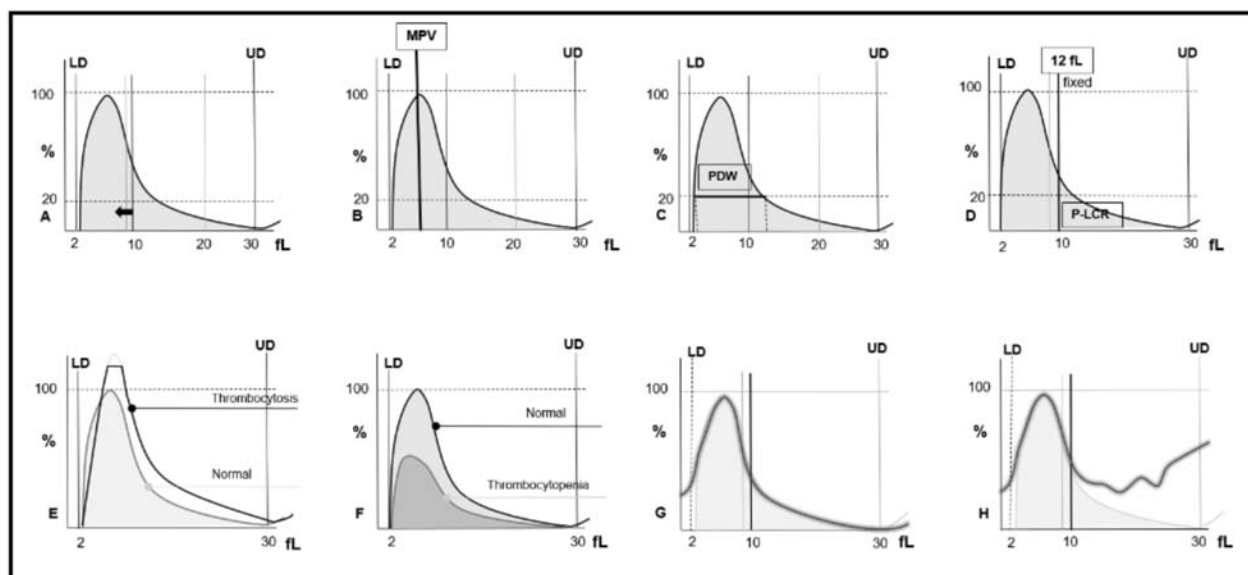 LD UD
100
%
20
A
2 10 20 30 fL
MPV
LD UD
100
%
20
B
2 10 20 30 fL
LD UD
100
%
PDW
20
C
2 10 20 30 fL
LD 12 fL UD
fixed
100
%
20
D P-LCR
2 10 30 fL
LD UD
100 Thrombocytosis
%
Normal
E
2 30 fL
LD UD
100
Normal
%
Thrombocytopenia
F
2 30 fL
LD UD
100
%
G
2 10 30 fL
LD UD
100
%
H
2 10 30 fL